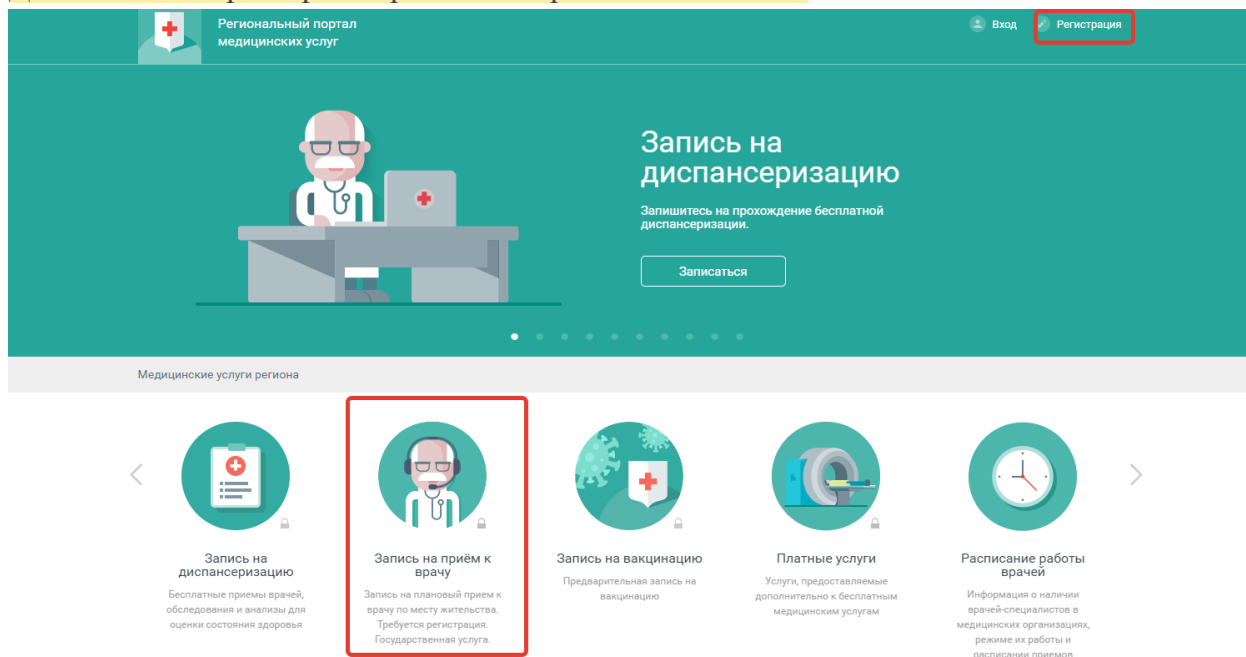 Региональный портал
медицинских услуг
Вход
Регистрация
Запись на
диспансеризацию
Запишитесь на прохождение бесплатной
диспансеризации.
Записаться
Медицинские услуги региона
Запись на
диспансеризацию
Бесплатные приемы врачей,
обследования и анализы для
оценки состояния здоровья
Запись на приём к
врачу
Запись на плановый прием к
врачу по месту жительства.
Требуется регистрация.
Государственная услуга.
Запись на вакцинацию
Предварительная запись на
вакцинацию
Платные услуги
Услуги, предоставляемые
дополнительно к бесплатным
медицинским услугам
Расписание работы
врачей
Информация о наличии
врачей-специалистов в
медицинских организациях,
режиме их работы и
расписании приемов